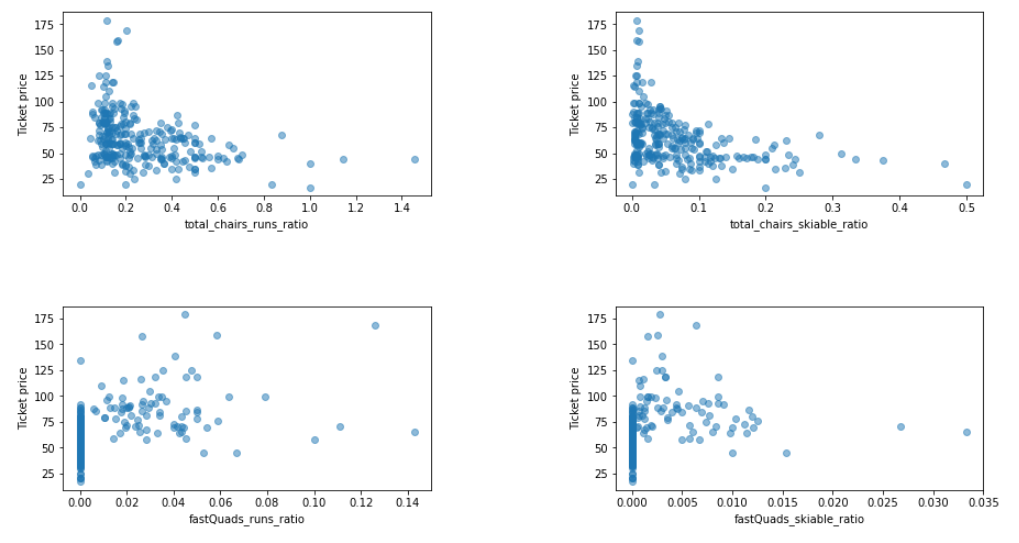 175
150
125
100
75
50
25
Ticket price
0.0 0.2 0.4 0.6 0.8 1.0 1.2 1.4
total_chairs_runs_ratio
175
150
125
100
75
50
25
Ticket price
0.0 0.1 0.2 0.3 0.4 0.5
total_chairs_skiable_ratio
175
150
125
100
75
50
25
Ticket price
0.00 0.02 0.04 0.06 0.08 0.10 0.12 0.14
fastQuads_runs_ratio
175
150
125
100
75
50
25
Ticket price
0.000 0.005 0.010 0.015 0.020 0.025 0.030 0.035
fastQuads_skiable_ratio